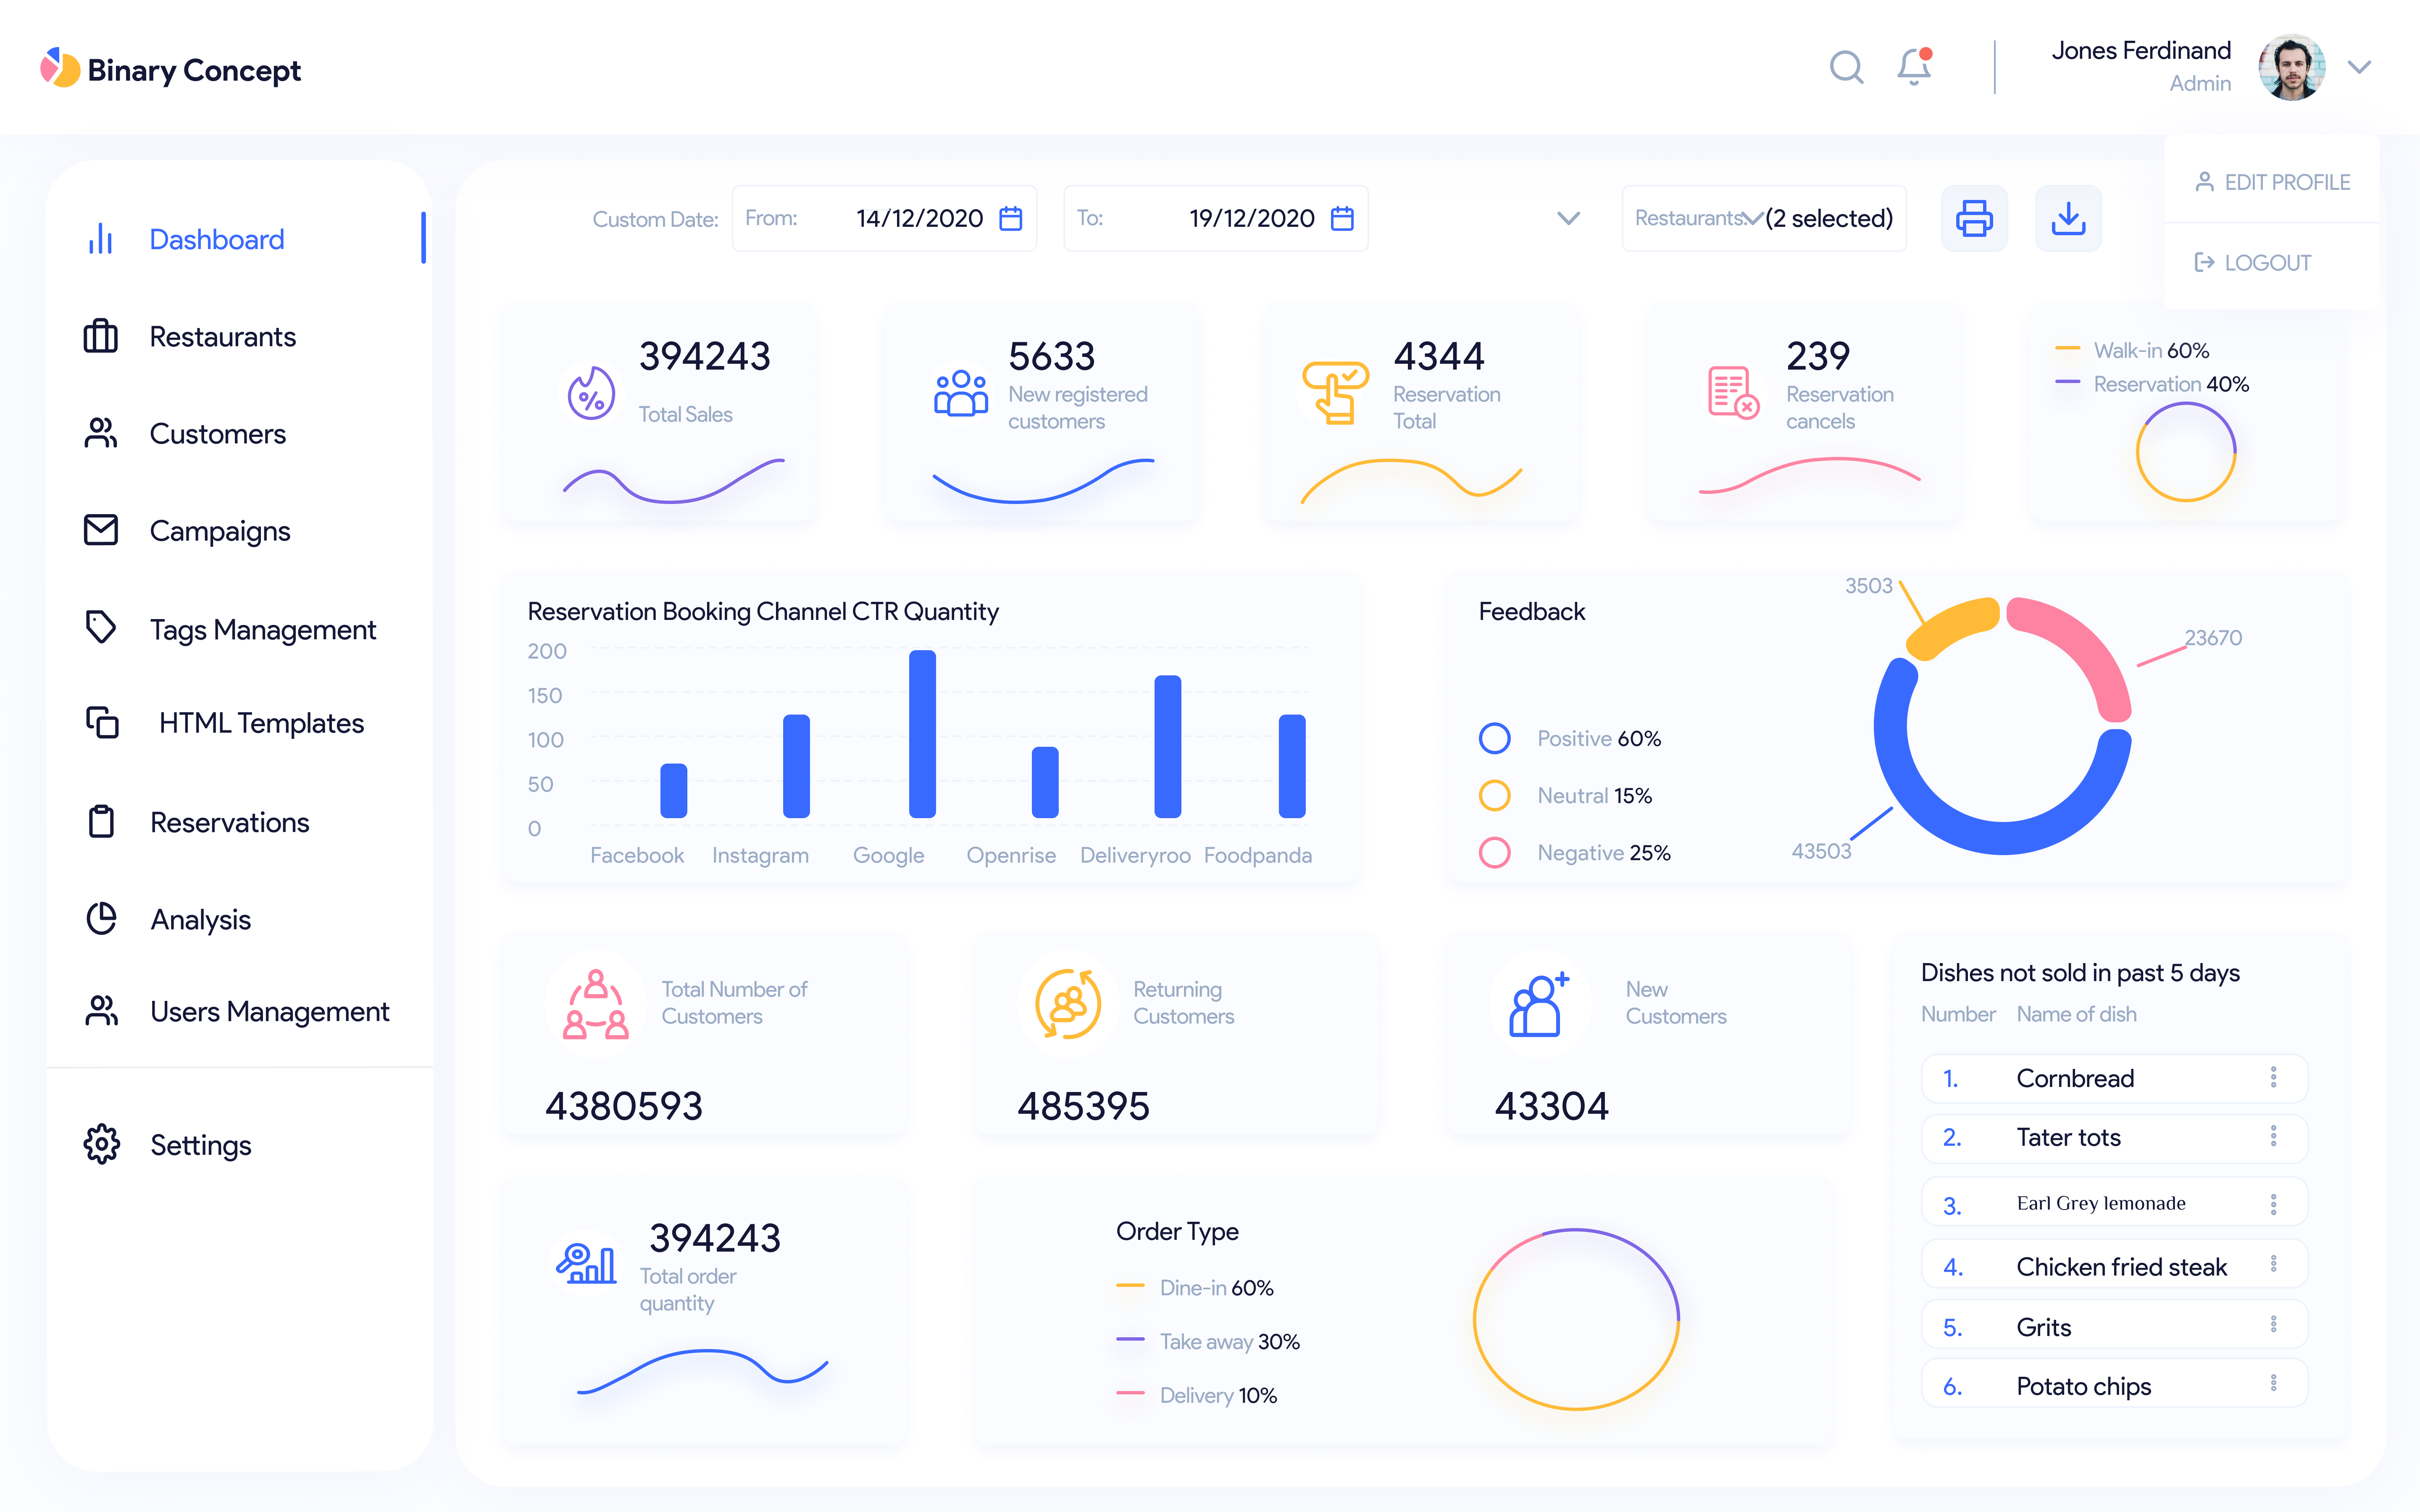 Binary Concept
Jones Ferdinand
Admin
EDIT PROFILE
LOGOUT
Dashboard
Restaurants
Customers
Campaigns
Tags Management
HTML Templates
Reservations
Analysis
Users Management
Settings
Custom Date:
From: 14/12/2020
To: 19/12/2020
Restaurants: (2 selected)
394243
Total Sales
5633
New registered
customers
4344
Reservation
Total
239
Reservation
cancels
Walk-in 60%
Reservation 40%
Reservation Booking Channel CTR Quantity
200
150
100
50
0
Facebook Instagram Google Openrise Deliveryroo Foodpanda
Feedback
Positive 60%
Neutral 15%
Negative 25%
3503
23670
43503
Total Number of
Customers
4380593
Returning
Customers
485395
New
Customers
43304
Dishes not sold in past 5 days
Number Name of dish
1. Cornbread
2. Tater tots
3. Earl Grey lemonade
4. Chicken fried steak
5. Grits
6. Potato chips
394243
Total order
quantity
Order Type
Dine-in 60%
Take away 30%
Delivery 10%